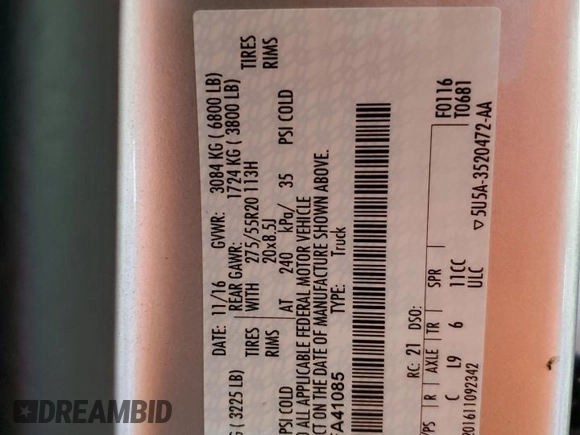 DATE: 11/16 GVWR: 3084 KG ( 6800 LB)
G ( 3225 LB) REAR GAWR: 1724 KG ( 3800 LB)
TIRES WITH 275/55R20 113H TIRES
RIMS 20x8.5J RIMS
PSI COLD AT 240 kPa/ 35 PSI COLD
O ALL APPLICABLE FEDERAL MOTOR VEHICLE
CT ON THE DATE OF MANUFACTURE SHOWN ABOVE.
FA41085 TYPE: Truck
F0116
RC: 21 DSO: T0681
/PS R AXLE TR SPR
C L9 6 11CC
201611092342 ULC ▽5U5A-3520472-AA
DREAMBID